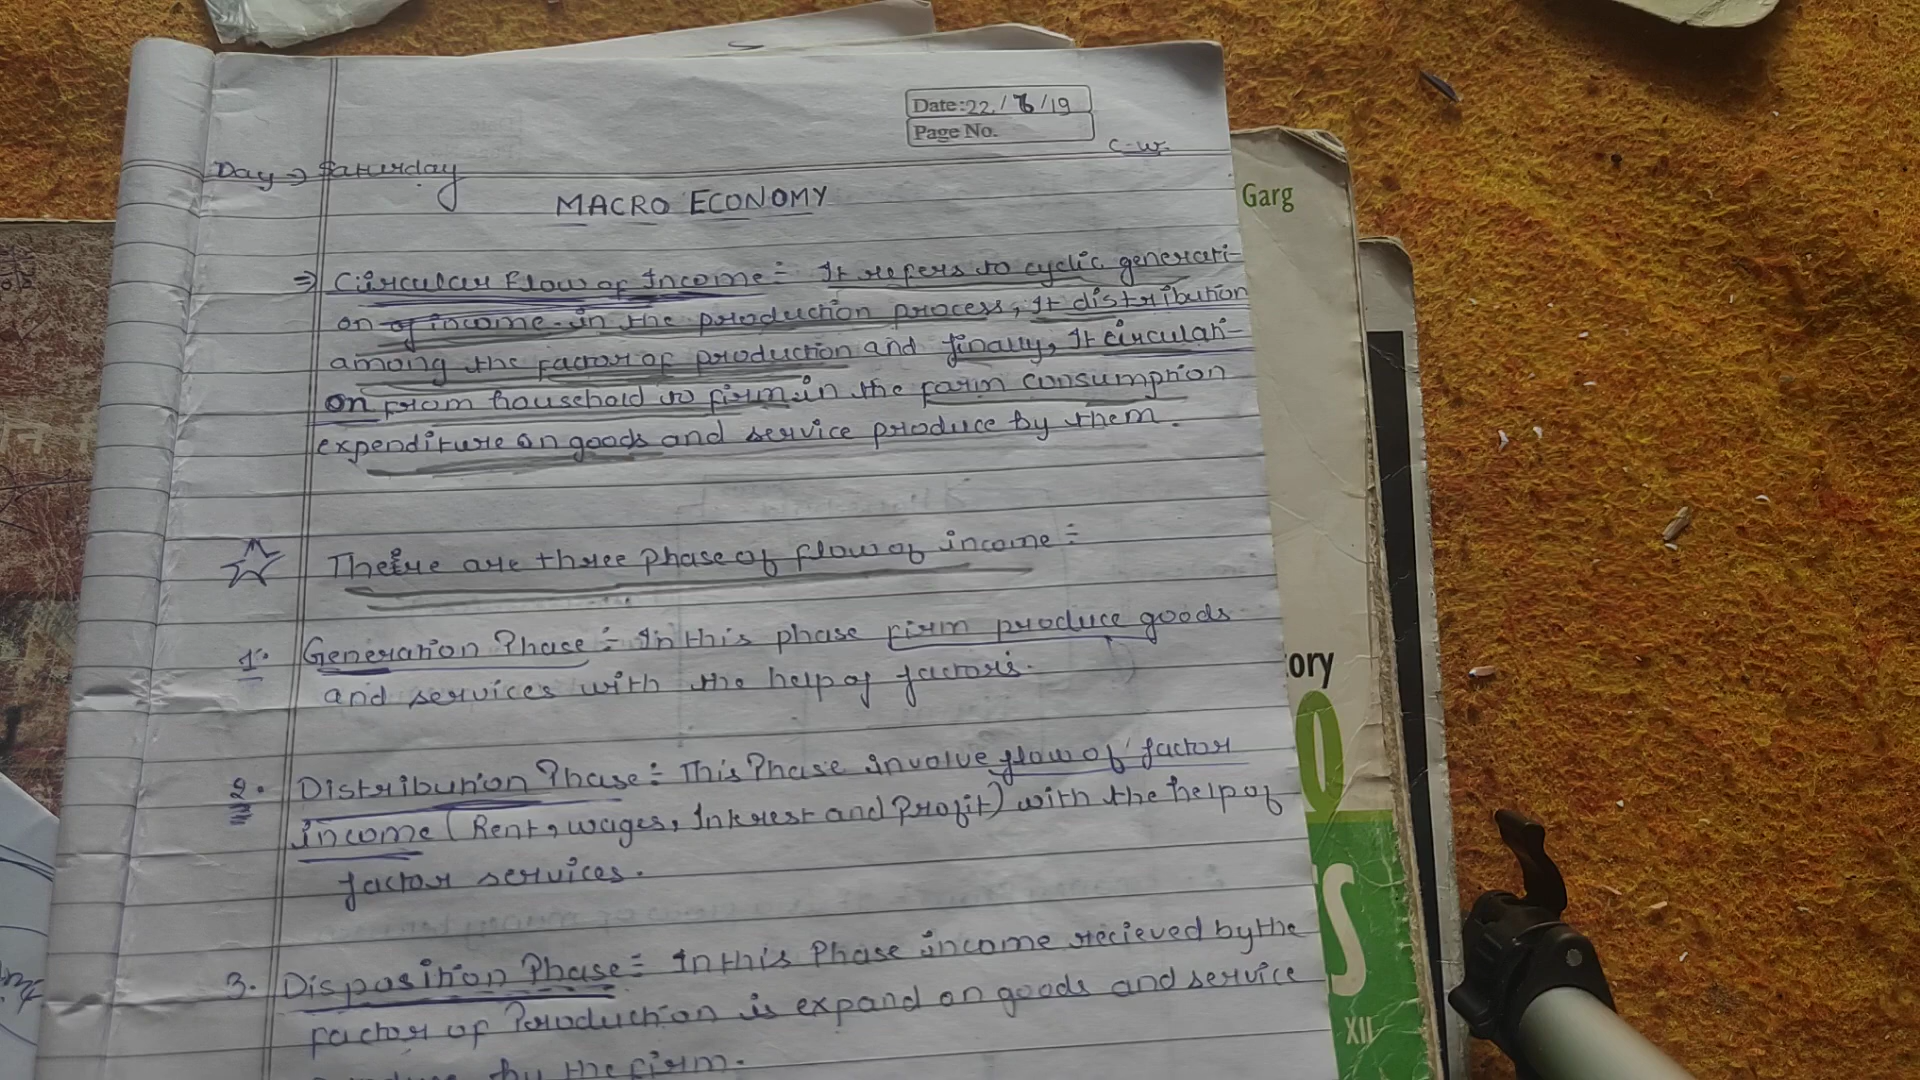 Date: 22/6/19
Page No.
C.W.
Day → Saturday
MACRO ECONOMY
⇒ Circular Flow of Income :- It refers to cyclic generati-
on of income in the production process, It distribution
among the factor of production and finally, It circulati-
on from household to firm in the form consumption
expenditure on goods and service produce by them.
☆ There are three phase of flow of income :-
1. Generation Phase :- In this phase firm produce goods
and services with the help of factors.
2. Distribution Phase :- This Phase involve flow of factor
income (Rent, wages, Interest and Profit) with the help of
factor services.
3. Disposition Phase :- In this Phase income recieved by the
factor of Production is expand on goods and service
by the firm.
Garg
ory
S
XII